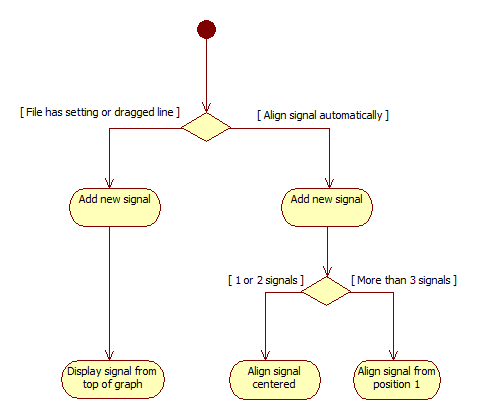 [ File has setting or dragged line ]
[ Align signal automatically ]
Add new signal
Add new signal
[ 1 or 2 signals ]
[ More than 3 signals ]
Display signal from
top of graph
Align signal
centered
Align signal from
position 1